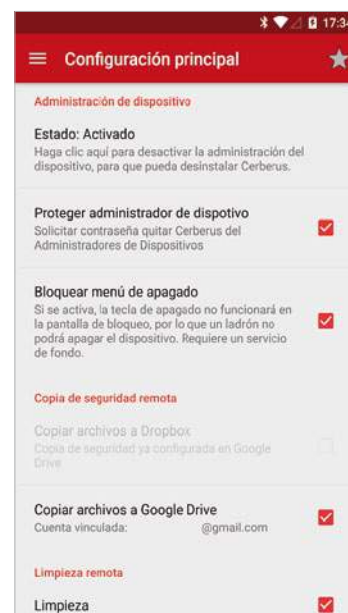 17:34
Configuración principal
Administración de dispositivo
Estado: Activado
Haga clic aquí para desactivar la administración del
dispositivo, para que pueda desinstalar Cerberus.
Proteger administrador de dispotivo
Solicitar contraseña quitar Cerberus del
Administradores de Dispositivos
Bloquear menú de apagado
Si se activa, la tecla de apagado no funcionará en
la pantalla de bloqueo, por lo que un ladrón no
podrá apagar el dispositivo. Requiere un servicio
de fondo.
Copia de seguridad remota
Copiar archivos a Dropbox
Copia de seguridad ya configurada en Google
Drive
Copiar archivos a Google Drive
Cuenta vinculada: @gmail.com
Limpieza remota
Limpieza